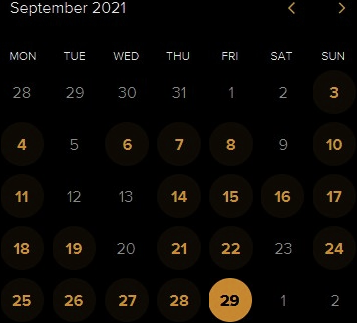 September 2021
MON TUE WED THU FRI SAT SUN
28 29 30 31 1 2 3
4 5 6 7 8 9 10
11 12 13 14 15 16 17
18 19 20 21 22 23 24
25 26 27 28 29 1 2